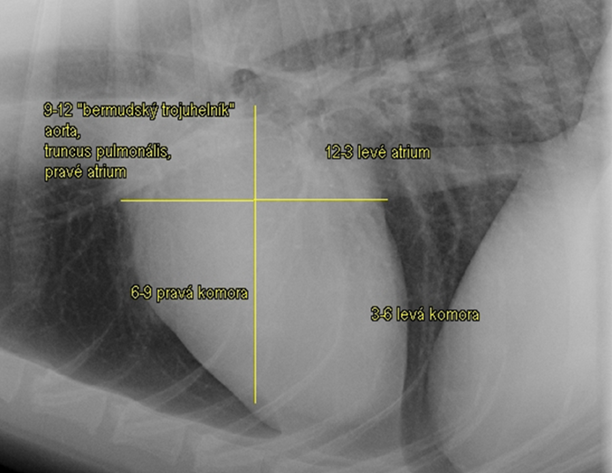 9-12 "bermudský trojuhelník"
aorta,
truncus pulmonális,
pravé atrium
12-3 levé atrium
6-9 pravá komora
3-6 levá komora